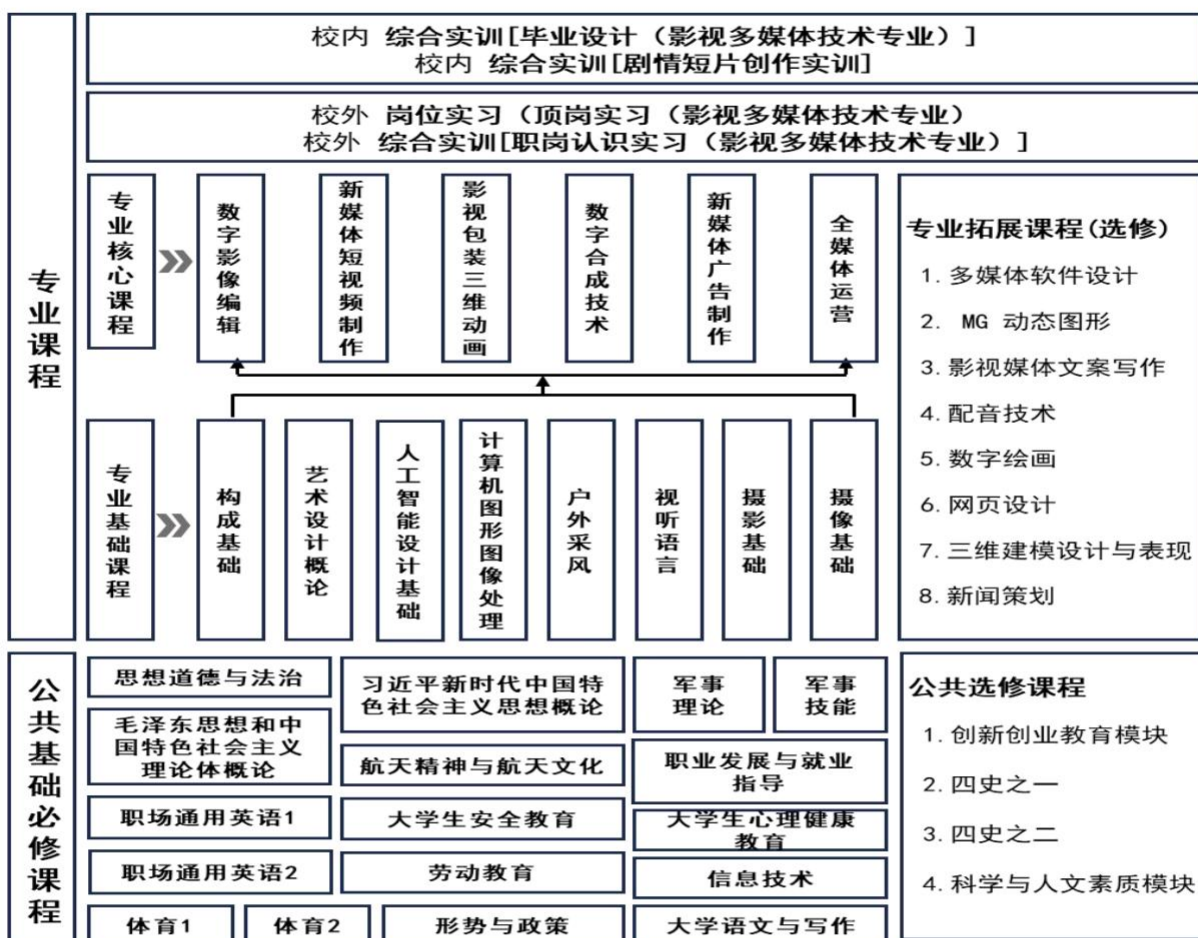 校内 综合实训[毕业设计（影视多媒体技术专业）]
校内 综合实训[剧情短片创作实训]
校外 岗位实习（顶岗实习（影视多媒体技术专业）
校外 综合实训[职岗认识实习（影视多媒体技术专业）]
专业课程
专业核心课程
数字影像编辑
新媒体短视频制作
影视包装三维动画
数字合成技术
新媒体广告制作
全媒体运营
专业基础课程
构成基础
艺术设计概论
人工智能设计基础
计算机图形图像处理
户外采风
视听语言
摄影基础
摄像基础
专业拓展课程(选修)
1. 多媒体软件设计
2. MG 动态图形
3. 影视媒体文案写作
4. 配音技术
5. 数字绘画
6. 网页设计
7. 三维建模设计与表现
8. 新闻策划
公共基础必修课程
思想道德与法治
毛泽东思想和中
国特色社会主义
理论体概论
职场通用英语1
职场通用英语2
体育1
体育2
习近平新时代中国特
色社会主义思想概论
航天精神与航天文化
大学生安全教育
劳动教育
形势与政策
军事
理论
军事
技能
职业发展与就业
指导
大学生心理健康
教育
信息技术
大学语文与写作
公共选修课程
1. 创新创业教育模块
2. 四史之一
3. 四史之二
4. 科学与人文素质模块